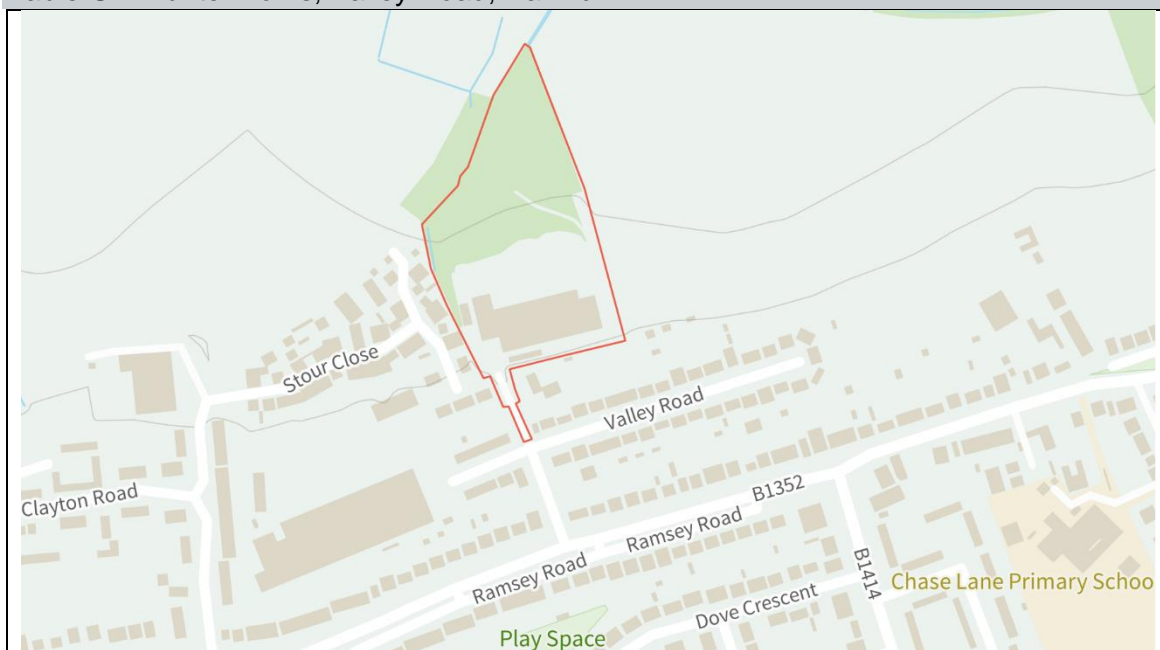 Stour Close
Valley Road
Clayton Road
B1352
Ramsey Road
Ramsey Road
B1414
Chase Lane Primary Schoo
Dove Crescent
Play Space